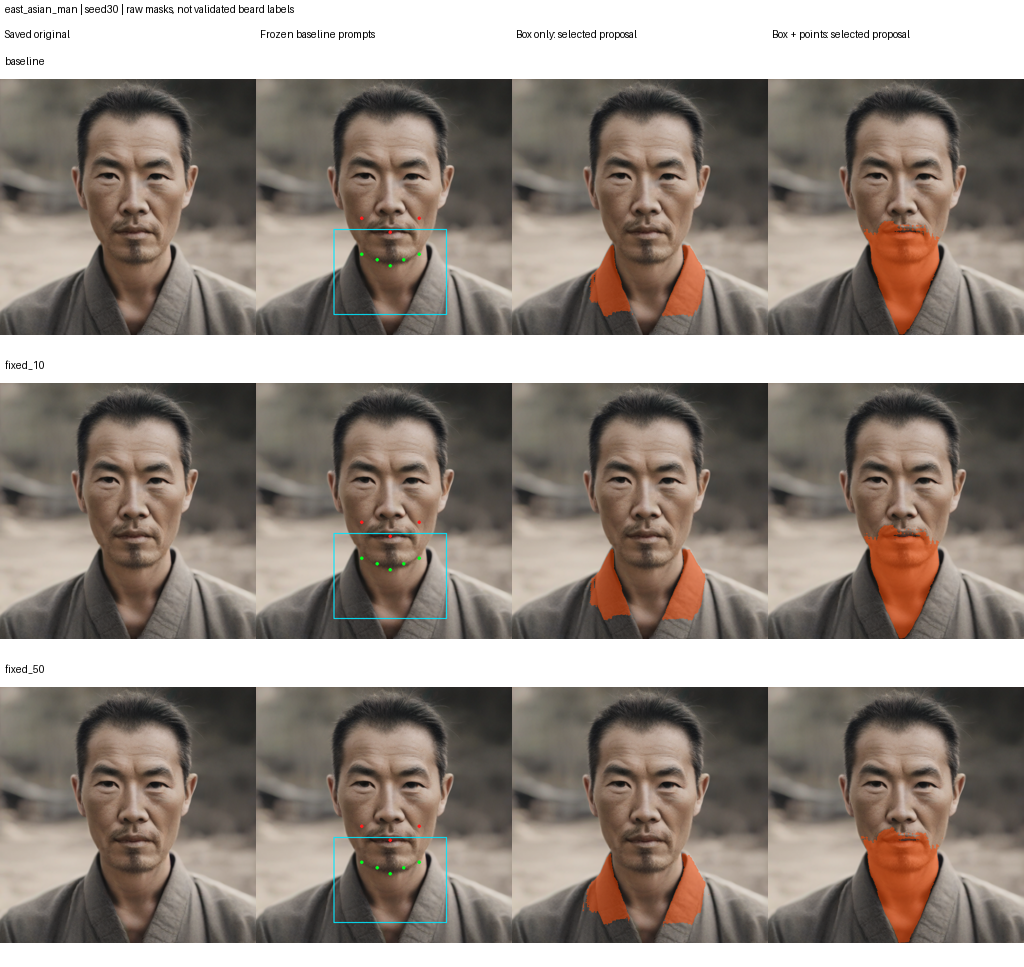 east_asian_man | seed30 | raw masks, not validated beard labels
Saved original Frozen baseline prompts Box only: selected proposal Box + points: selected proposal
baseline
fixed_10
fixed_50